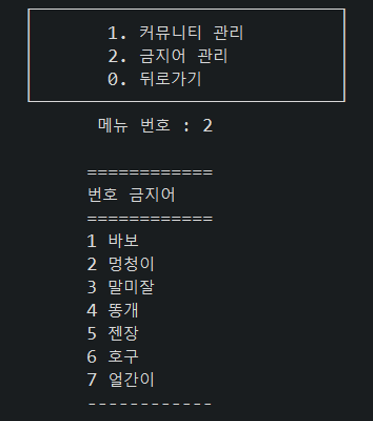 1. 커뮤니티 관리
2. 금지어 관리
0. 뒤로가기
메뉴 번호 : 2
============
번호 금지어
============
1 바보
2 멍청이
3 말미잘
4 똥개
5 젠장
6 호구
7 얼간이
------------